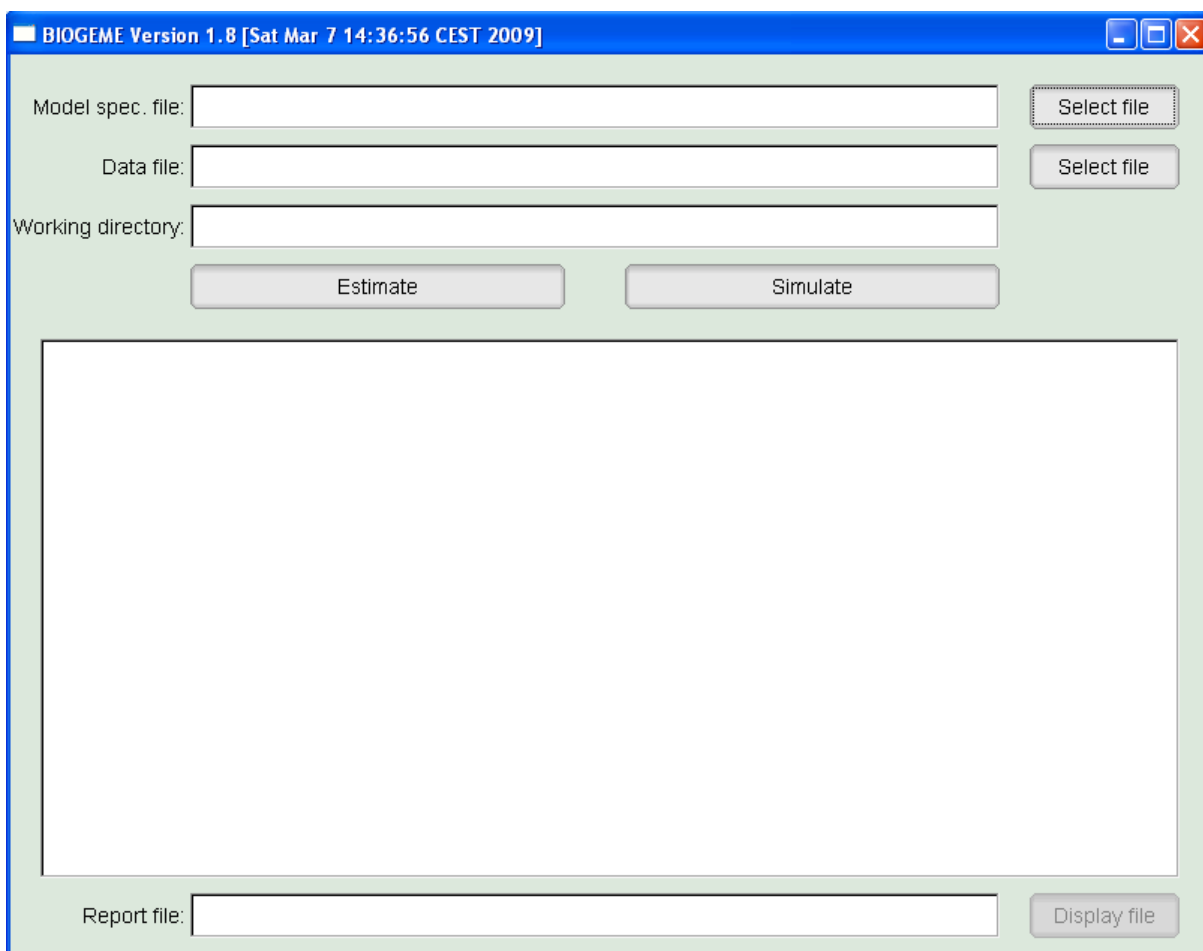 BIOGEME Version 1.8 [Sat Mar 7 14:36:56 CEST 2009]
Model spec. file: Select file
Data file: Select file
Working directory:
Estimate Simulate
Report file: Display file